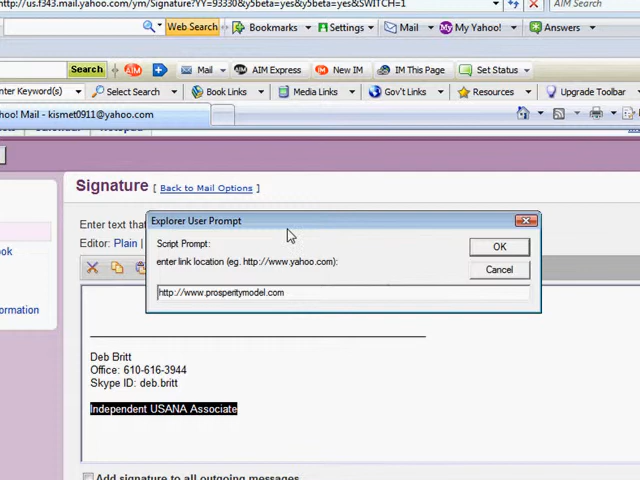 http://us.f343.mail.yahoo.com/ym/Signature?YY=93330&y5beta=yes&y5beta=yes&SWITCH=1
AIM Search
Web Search
Bookmarks
Settings
Mail
My Yahoo!
Answers
Search
Mail
AIM Express
New IM
IM This Page
Set Status
nter Keyword(s)
Select Search
Book Links
Media Links
Gov't Links
Resources
Upgrade Toolbar
hoo! Mail - kismet0911@yahoo.com
Calendar
Notepad
Signature [ Back to Mail Options ]
Enter text tha
Editor: Plain |
ook
ormation
Explorer User Prompt
Script Prompt:
enter link location (eg. http://www.yahoo.com):
OK
Cancel
http://www.prosperitymodel.com
Deb Britt
Office: 610-616-3944
Skype ID: deb.britt
Independent USANA Associate
Add signature to all outgoing messages